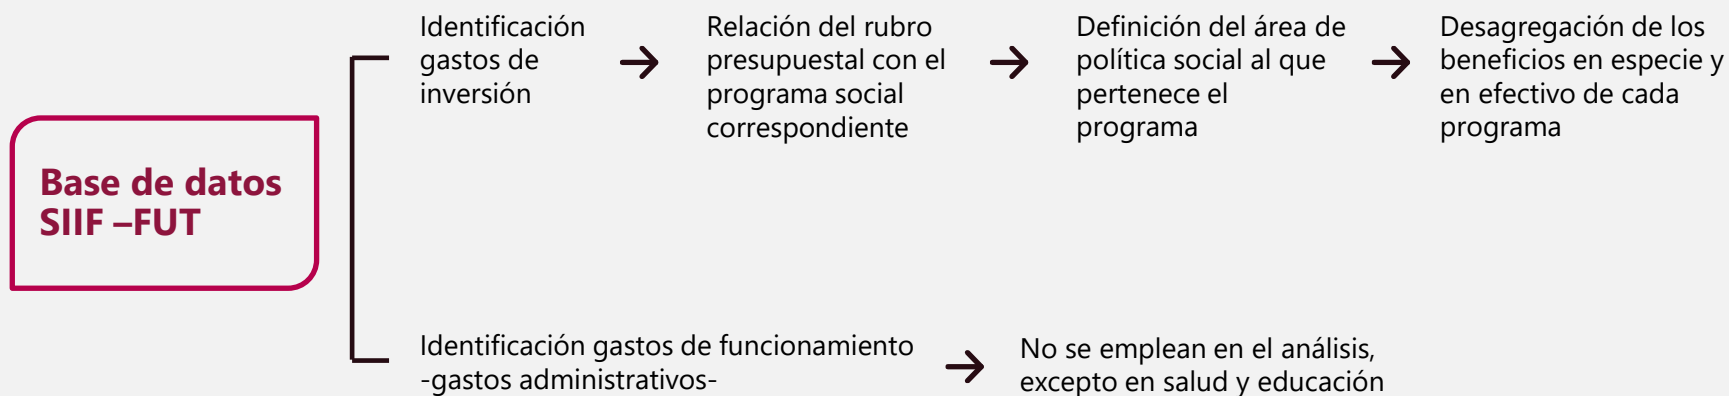 Base de datos
SIIF –FUT
Identificación
gastos de
inversión
Relación del rubro
presupuestal con el
programa social
correspondiente
Definición del área de
política social al que
pertenece el
programa
Desagregación de los
beneficios en especie y
en efectivo de cada
programa
Identificación gastos de funcionamiento
-gastos administrativos-
No se emplean en el análisis,
excepto en salud y educación